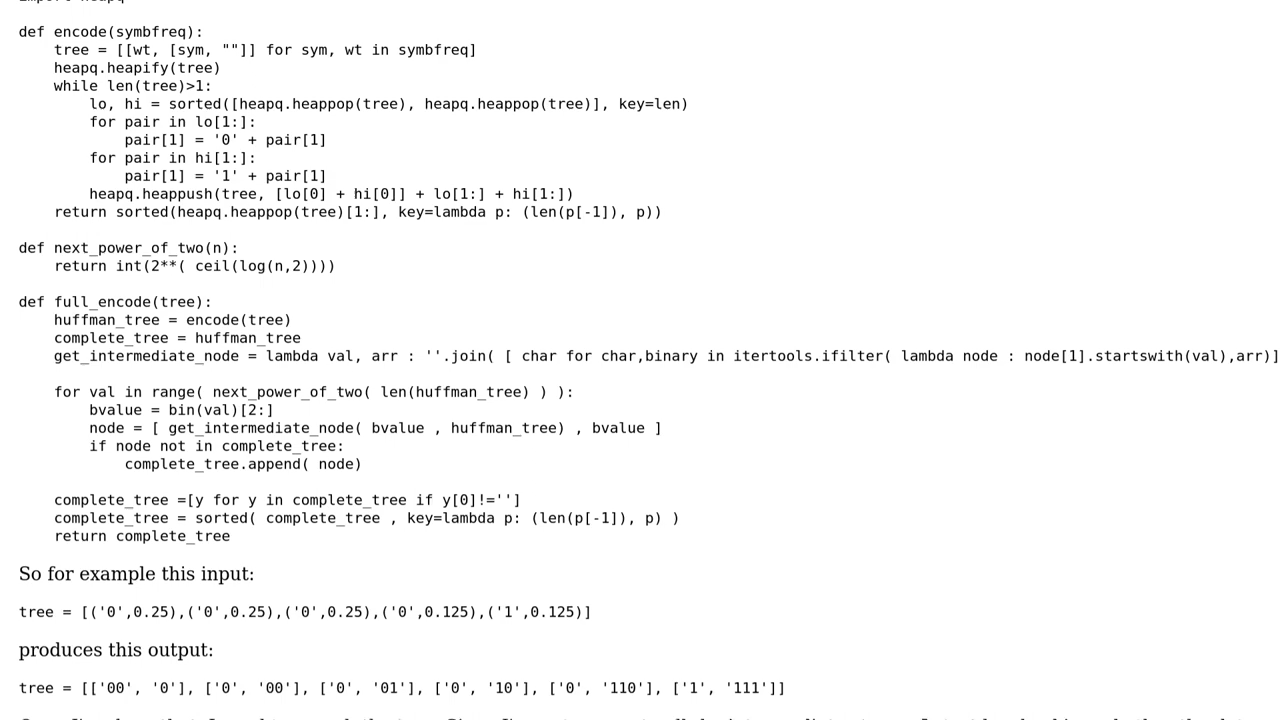 import heapq
def encode(symbfreq):
    tree = [[wt, [sym, ""]] for sym, wt in symbfreq]
    heapq.heapify(tree)
    while len(tree)>1:
        lo, hi = sorted([heapq.heappop(tree), heapq.heappop(tree)], key=len)
        for pair in lo[1:]:
            pair[1] = '0' + pair[1]
        for pair in hi[1:]:
            pair[1] = '1' + pair[1]
        heapq.heappush(tree, [lo[0] + hi[0]] + lo[1:] + hi[1:])
    return sorted(heapq.heappop(tree)[1:], key=lambda p: (len(p[-1]), p))
def next_power_of_two(n):
    return int(2**( ceil(log(n,2))))
def full_encode(tree):
    huffman_tree = encode(tree)
    complete_tree = huffman_tree
    get_intermediate_node = lambda val, arr : ''.join( [ char for char,binary in itertools.ifilter( lambda node : node[1].startswith(val),arr)]
    for val in range( next_power_of_two( len(huffman_tree) ) ):
        bvalue = bin(val)[2:]
        node = [ get_intermediate_node( bvalue , huffman_tree) , bvalue ]
        if node not in complete_tree:
            complete_tree.append( node)
    complete_tree =[y for y in complete_tree if y[0]!='']
    complete_tree = sorted( complete_tree , key=lambda p: (len(p[-1]), p) )
    return complete_tree
So for example this input:
tree = [('0',0.25),('0',0.25),('0',0.25),('0',0.125),('1',0.125)]
produces this output:
tree = [['00', '0'], ['0', '00'], ['0', '01'], ['0', '10'], ['0', '110'], ['1', '111']]